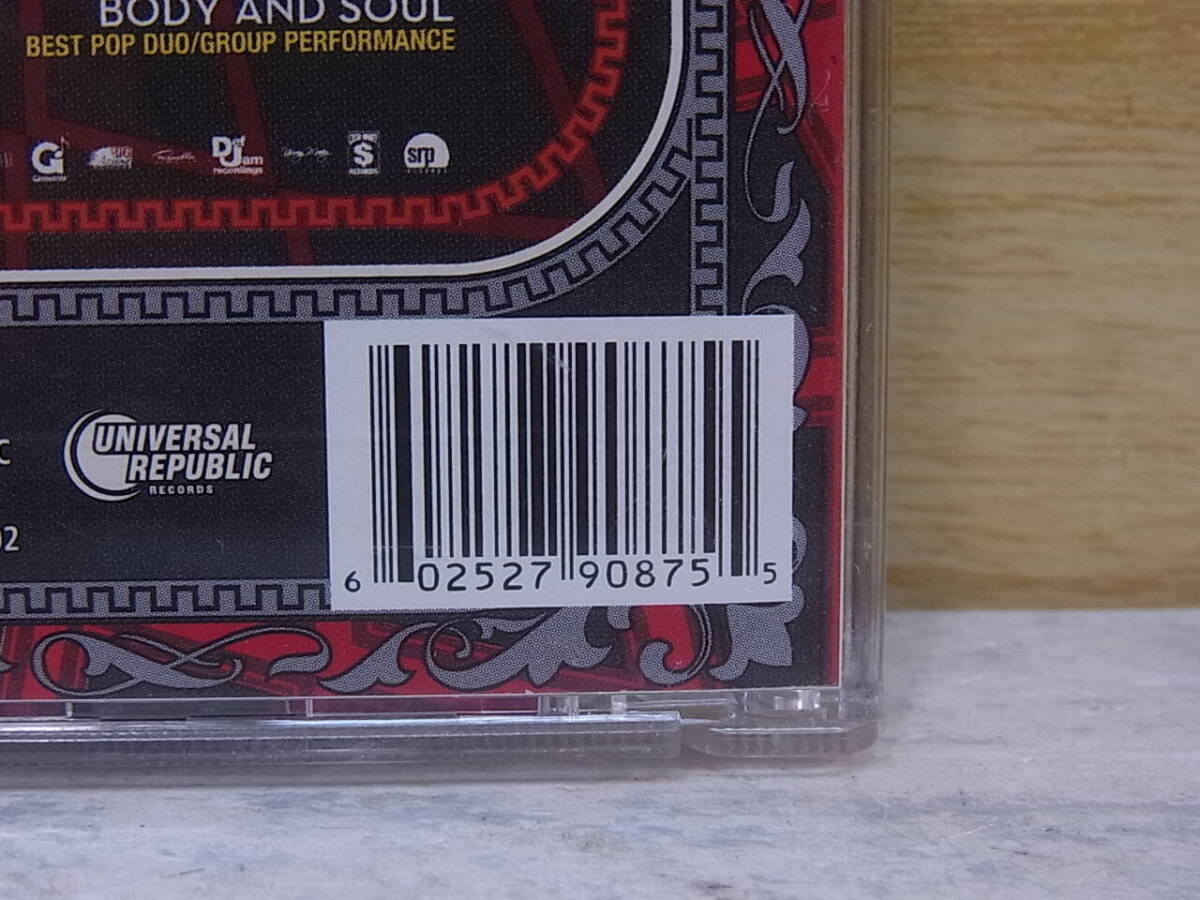 BODY AND SOUL
BEST POP DUO/GROUP PERFORMANCE
G
Def Jam
recordings
$
srp
C
UNIVERSAL
REPUBLIC
RECORDS
02
6 02527 90875 5